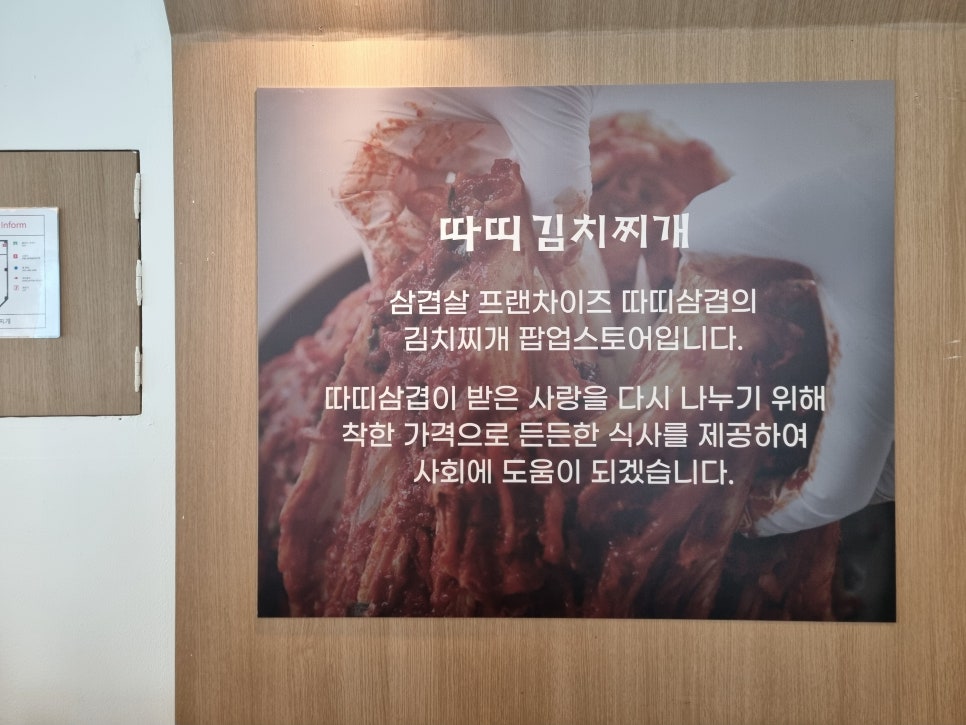 따띠김치찌개
삼겹살 프랜차이즈 따띠삼겹의
김치찌개 팝업스토어입니다.
따띠삼겹이 받은 사랑을 다시 나누기 위해
착한 가격으로 든든한 식사를 제공하여
사회에 도움이 되겠습니다.
Inform